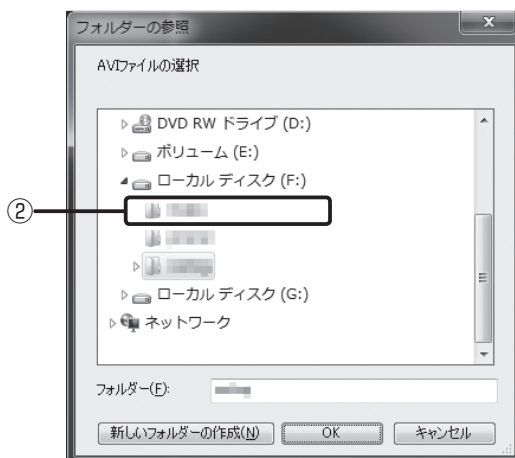 フォルダーの参照
AVIファイルの選択
DVD RW ドライブ (D:)
ボリューム (E:)
ローカル ディスク (F:)
②
ローカル ディスク (G:)
ネットワーク
フォルダー(F):
新しいフォルダーの作成(N) OK キャンセル